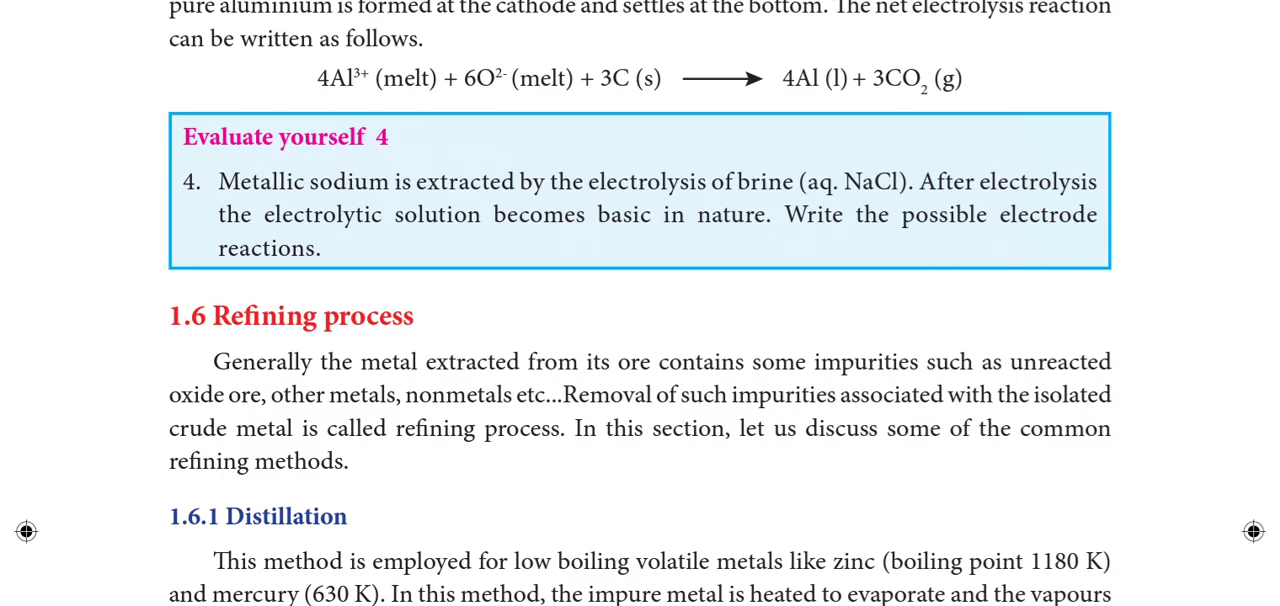 pure aluminium is formed at the cathode and settles at the bottom. The net electrolysis reaction
can be written as follows.
4Al³⁺ (melt) + 6O²⁻ (melt) + 3C (s) ⟶ 4Al (l) + 3CO₂ (g)
Evaluate yourself 4
4. Metallic sodium is extracted by the electrolysis of brine (aq. NaCl). After electrolysis
the electrolytic solution becomes basic in nature. Write the possible electrode
reactions.
1.6 Refining process
Generally the metal extracted from its ore contains some impurities such as unreacted
oxide ore, other metals, nonmetals etc...Removal of such impurities associated with the isolated
crude metal is called refining process. In this section, let us discuss some of the common
refining methods.
1.6.1 Distillation
This method is employed for low boiling volatile metals like zinc (boiling point 1180 K)
and mercury (630 K). In this method, the impure metal is heated to evaporate and the vapours